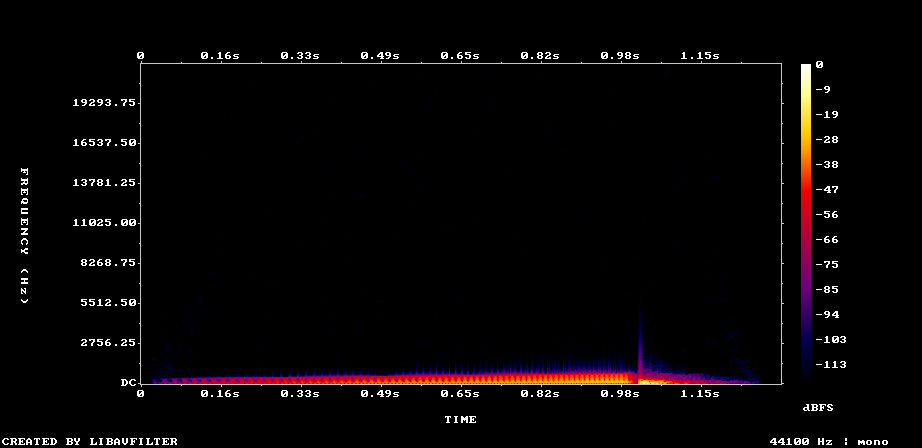 0 0.16s 0.33s 0.49s 0.65s 0.82s 0.98s 1.15s
0
19293.75
-9
-19
16537.50
-28
-38
13781.25
-47
FREQUENCY (Hz)
-56
11025.00
-66
8268.75
-75
-85
5512.50
-94
2756.25
-103
-113
DC
0 0.16s 0.33s 0.49s 0.65s 0.82s 0.98s 1.15s
dBFS
TIME
CREATED BY LIBAVFILTER
44100 Hz | mono